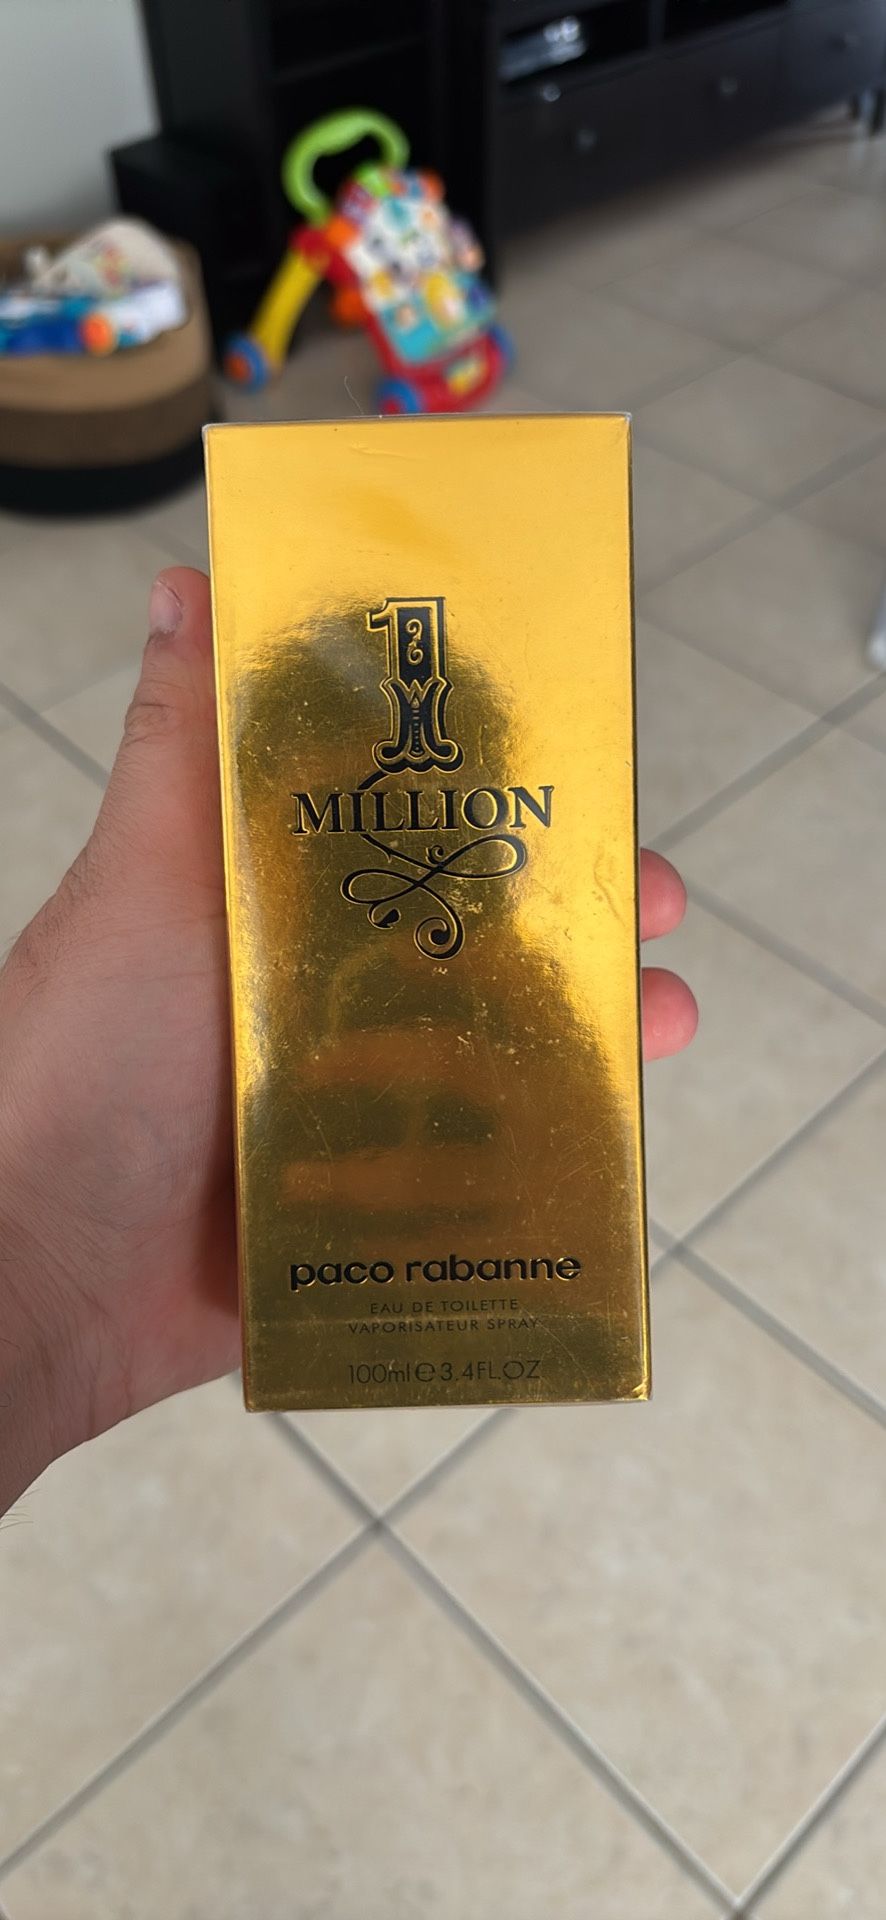 1
MILLION
paco rabanne
EAU DE TOILETTE
VAPORISATEUR SPRAY
100ml ℮ 3.4FL.OZ